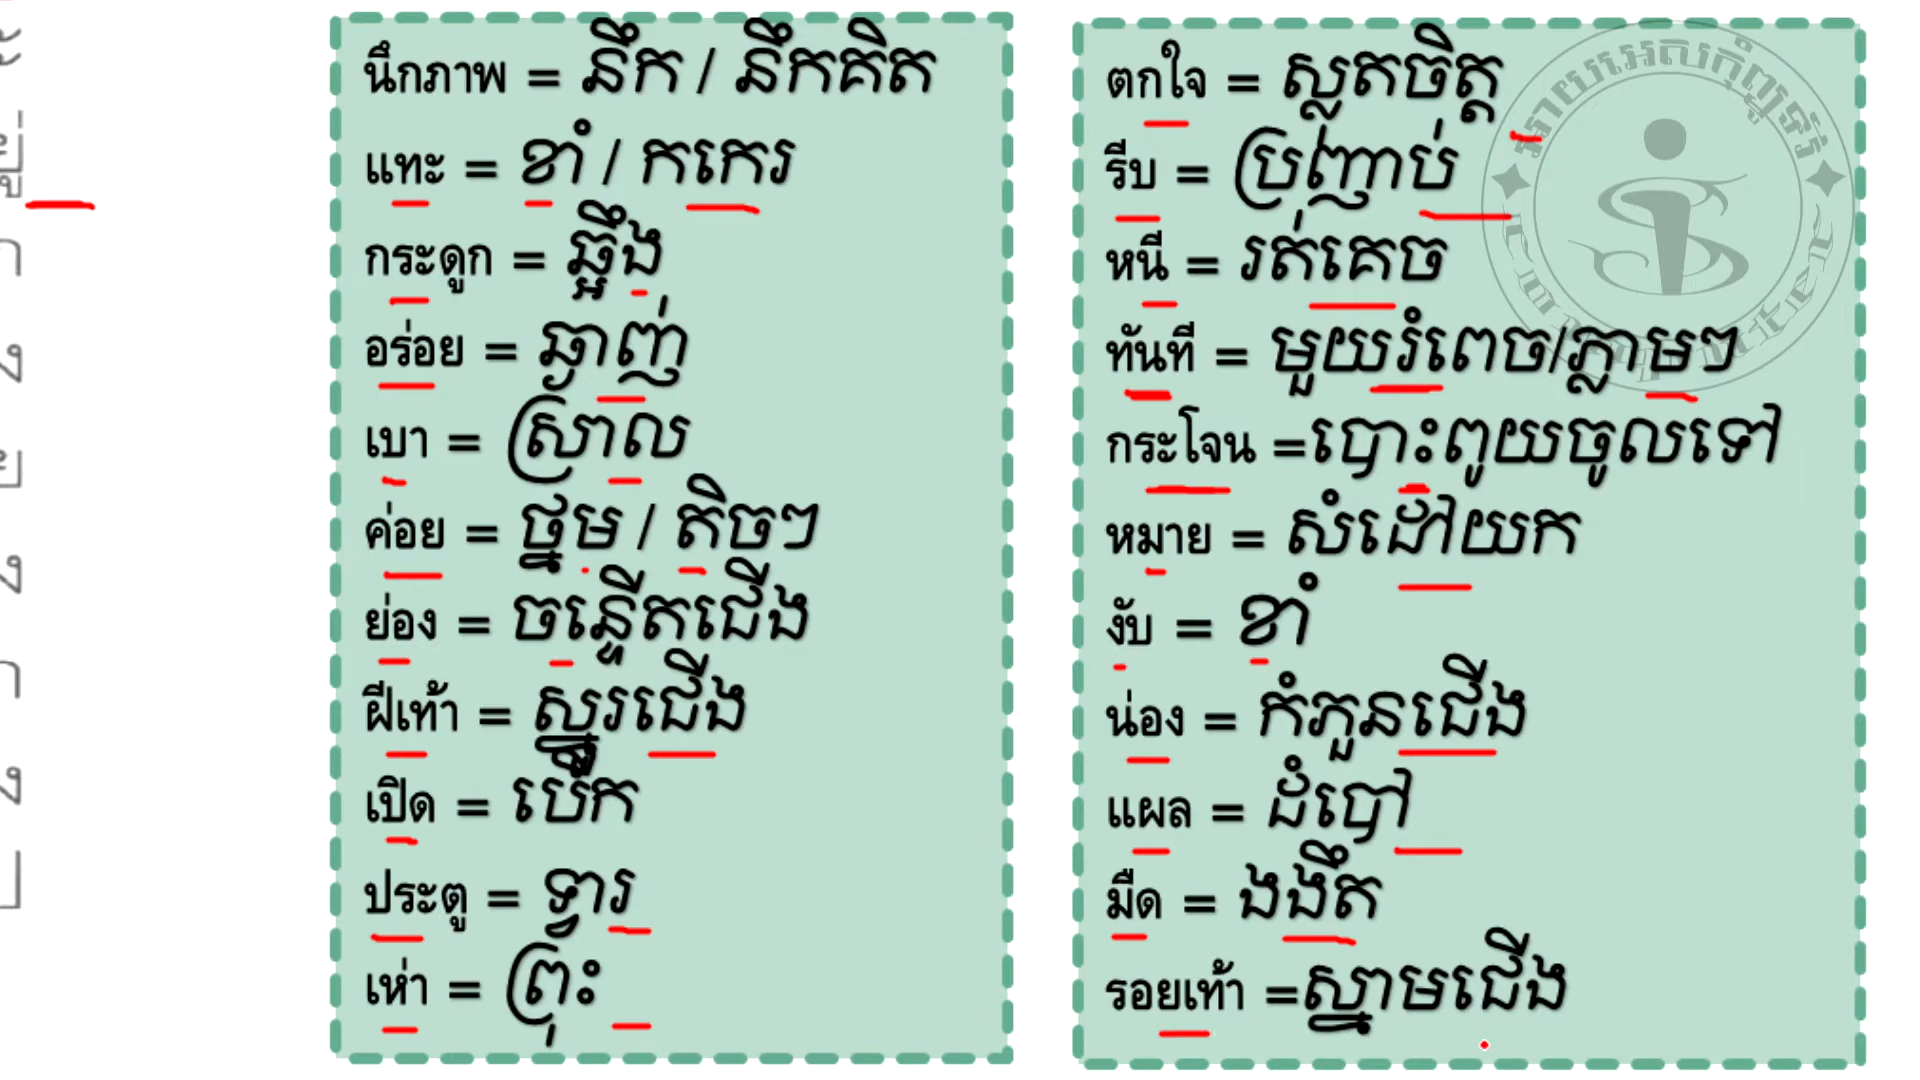 นึกภาพ = នឹក / នឹកគិត
แทะ = ខាំ / កកេរ
กระดูก = ឆ្អឹង
อร่อย = ឆ្ងាញ់
เบา = ស្រាល
ค่อย = ថ្នម / តិចៗ
ย่อง = ចន្ទើតជើង
ฝีเท้า = ស្នូរជើង
เปิด = បើក
ประตู = ទ្វារ
เห่า = ព្រុះ
ตกใจ = ស្លុតចិត្ត
รีบ = ប្រញាប់
หนี = រត់គេច
ทันที = មួយរំពេច/ភ្លាមៗ
กระโจน =បោះពួយចូលទៅ
หมาย = សំដៅយក
งับ = ខាំ
น่อง = កំភួនជើង
แผล = ដំបៅ
มืด = ងងឹត
รอยเท้า =ស្នាមជើង